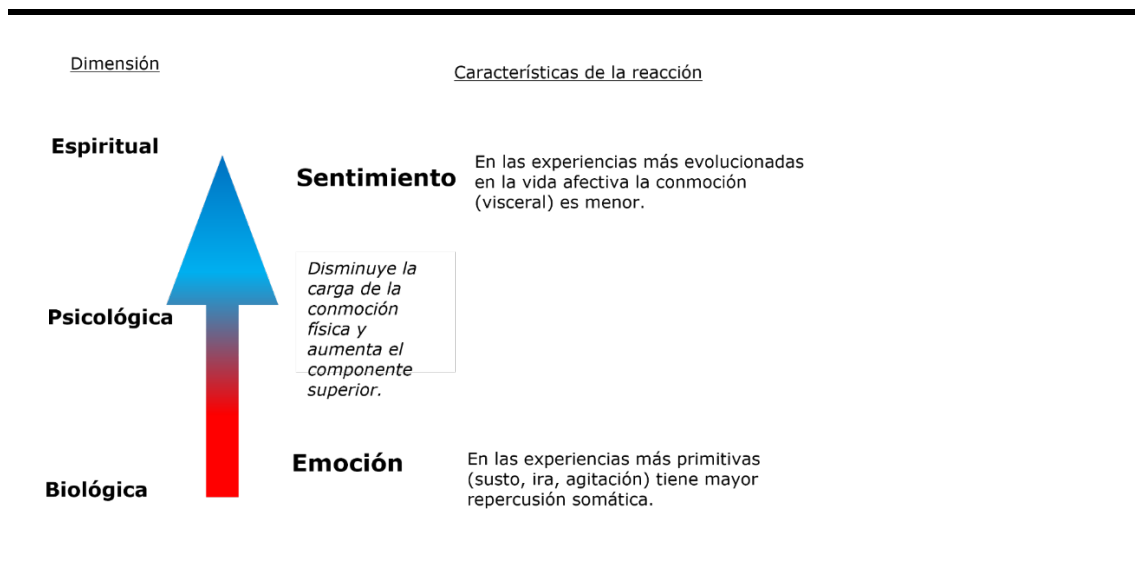 Dimensión
Características de la reacción
Espiritual
Sentimiento
En las experiencias más evolucionadas
en la vida afectiva la conmoción
(visceral) es menor.
Disminuye la
carga de la
conmoción
física y
aumenta el
componente
superior.
Psicológica
Emoción
En las experiencias más primitivas
(susto, ira, agitación) tiene mayor
repercusión somática.
Biológica